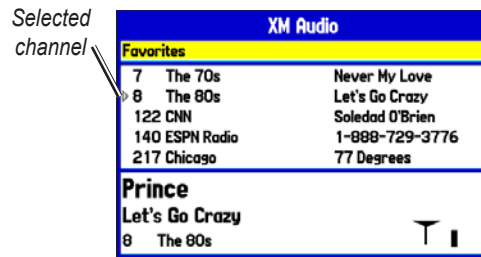 Selected
channel
XM Audio
Favorites
7 The 70s Never My Love
8 The 80s Let's Go Crazy
122 CNN Soledad O'Brien
140 ESPN Radio 1-888-729-3776
217 Chicago 77 Degrees
Prince
Let's Go Crazy
8 The 80s